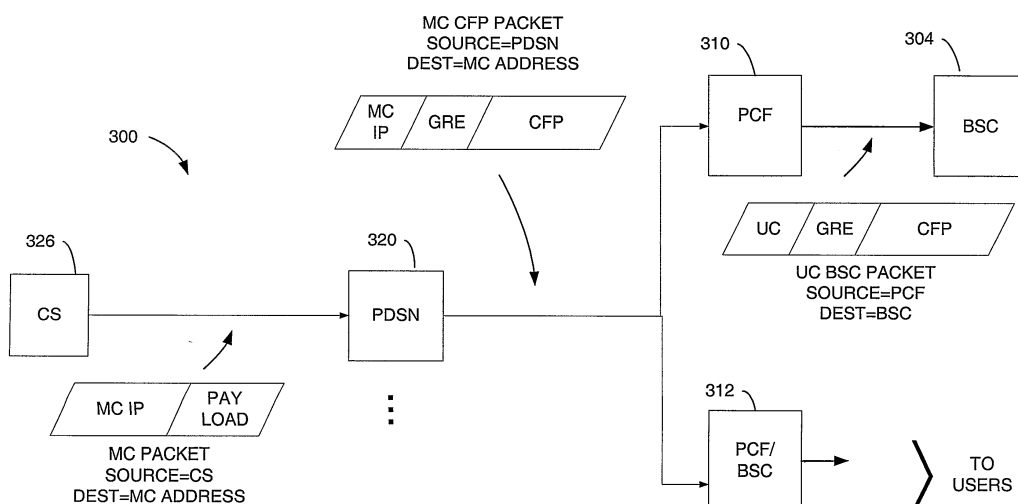 MC CFP PACKET
SOURCE=PDSN
DEST=MC ADDRESS
310
304
MC
IP
GRE
CFP
PCF
BSC
300
UC
GRE
CFP
326
320
UC BSC PACKET
SOURCE=PCF
DEST=BSC
CS
PDSN
MC IP
PAY
LOAD
312
MC PACKET
SOURCE=CS
DEST=MC ADDRESS
PCF/
BSC
TO
USERS